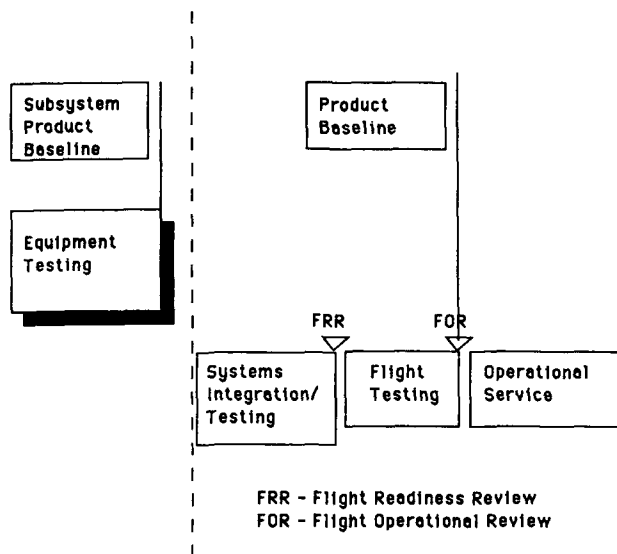 Subsystem
Product
Baseline
Product
Baseline
Equipment
Testing
FRR
FOR
Systems
Integration/
Testing
Flight
Testing
Operational
Service
FRR - Flight Readiness Review
FOR - Flight Operational Review